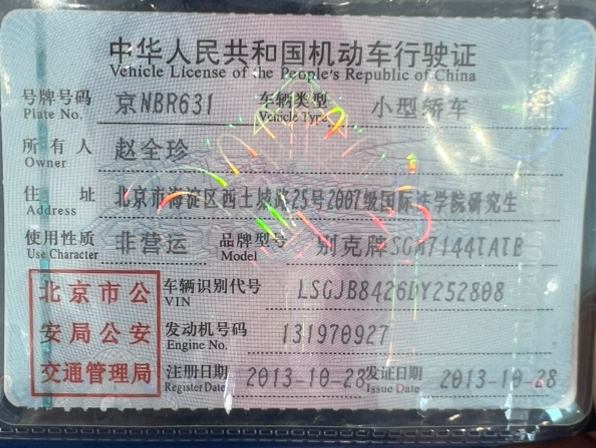 中华人民共和国机动车行驶证
Vehicle License of the People's Republic of China
号牌号码 京NBR631 车辆类型 小型轿车
Plate No. Vehicle Type
所有人 赵全珍
Owner
住址 北京市海淀区西土城路25号2007级国际法学院研究生
Address
使用性质 非营运 品牌型号 别克牌SGM7144TATB
Use Character Model
北京市公安局公安交通管理局
车辆识别代号 LSGJB8426DY252808
VIN
发动机号码 131970927
Engine No.
注册日期 2013-10-28 发证日期 2013-10-28
Register Date Issue Date